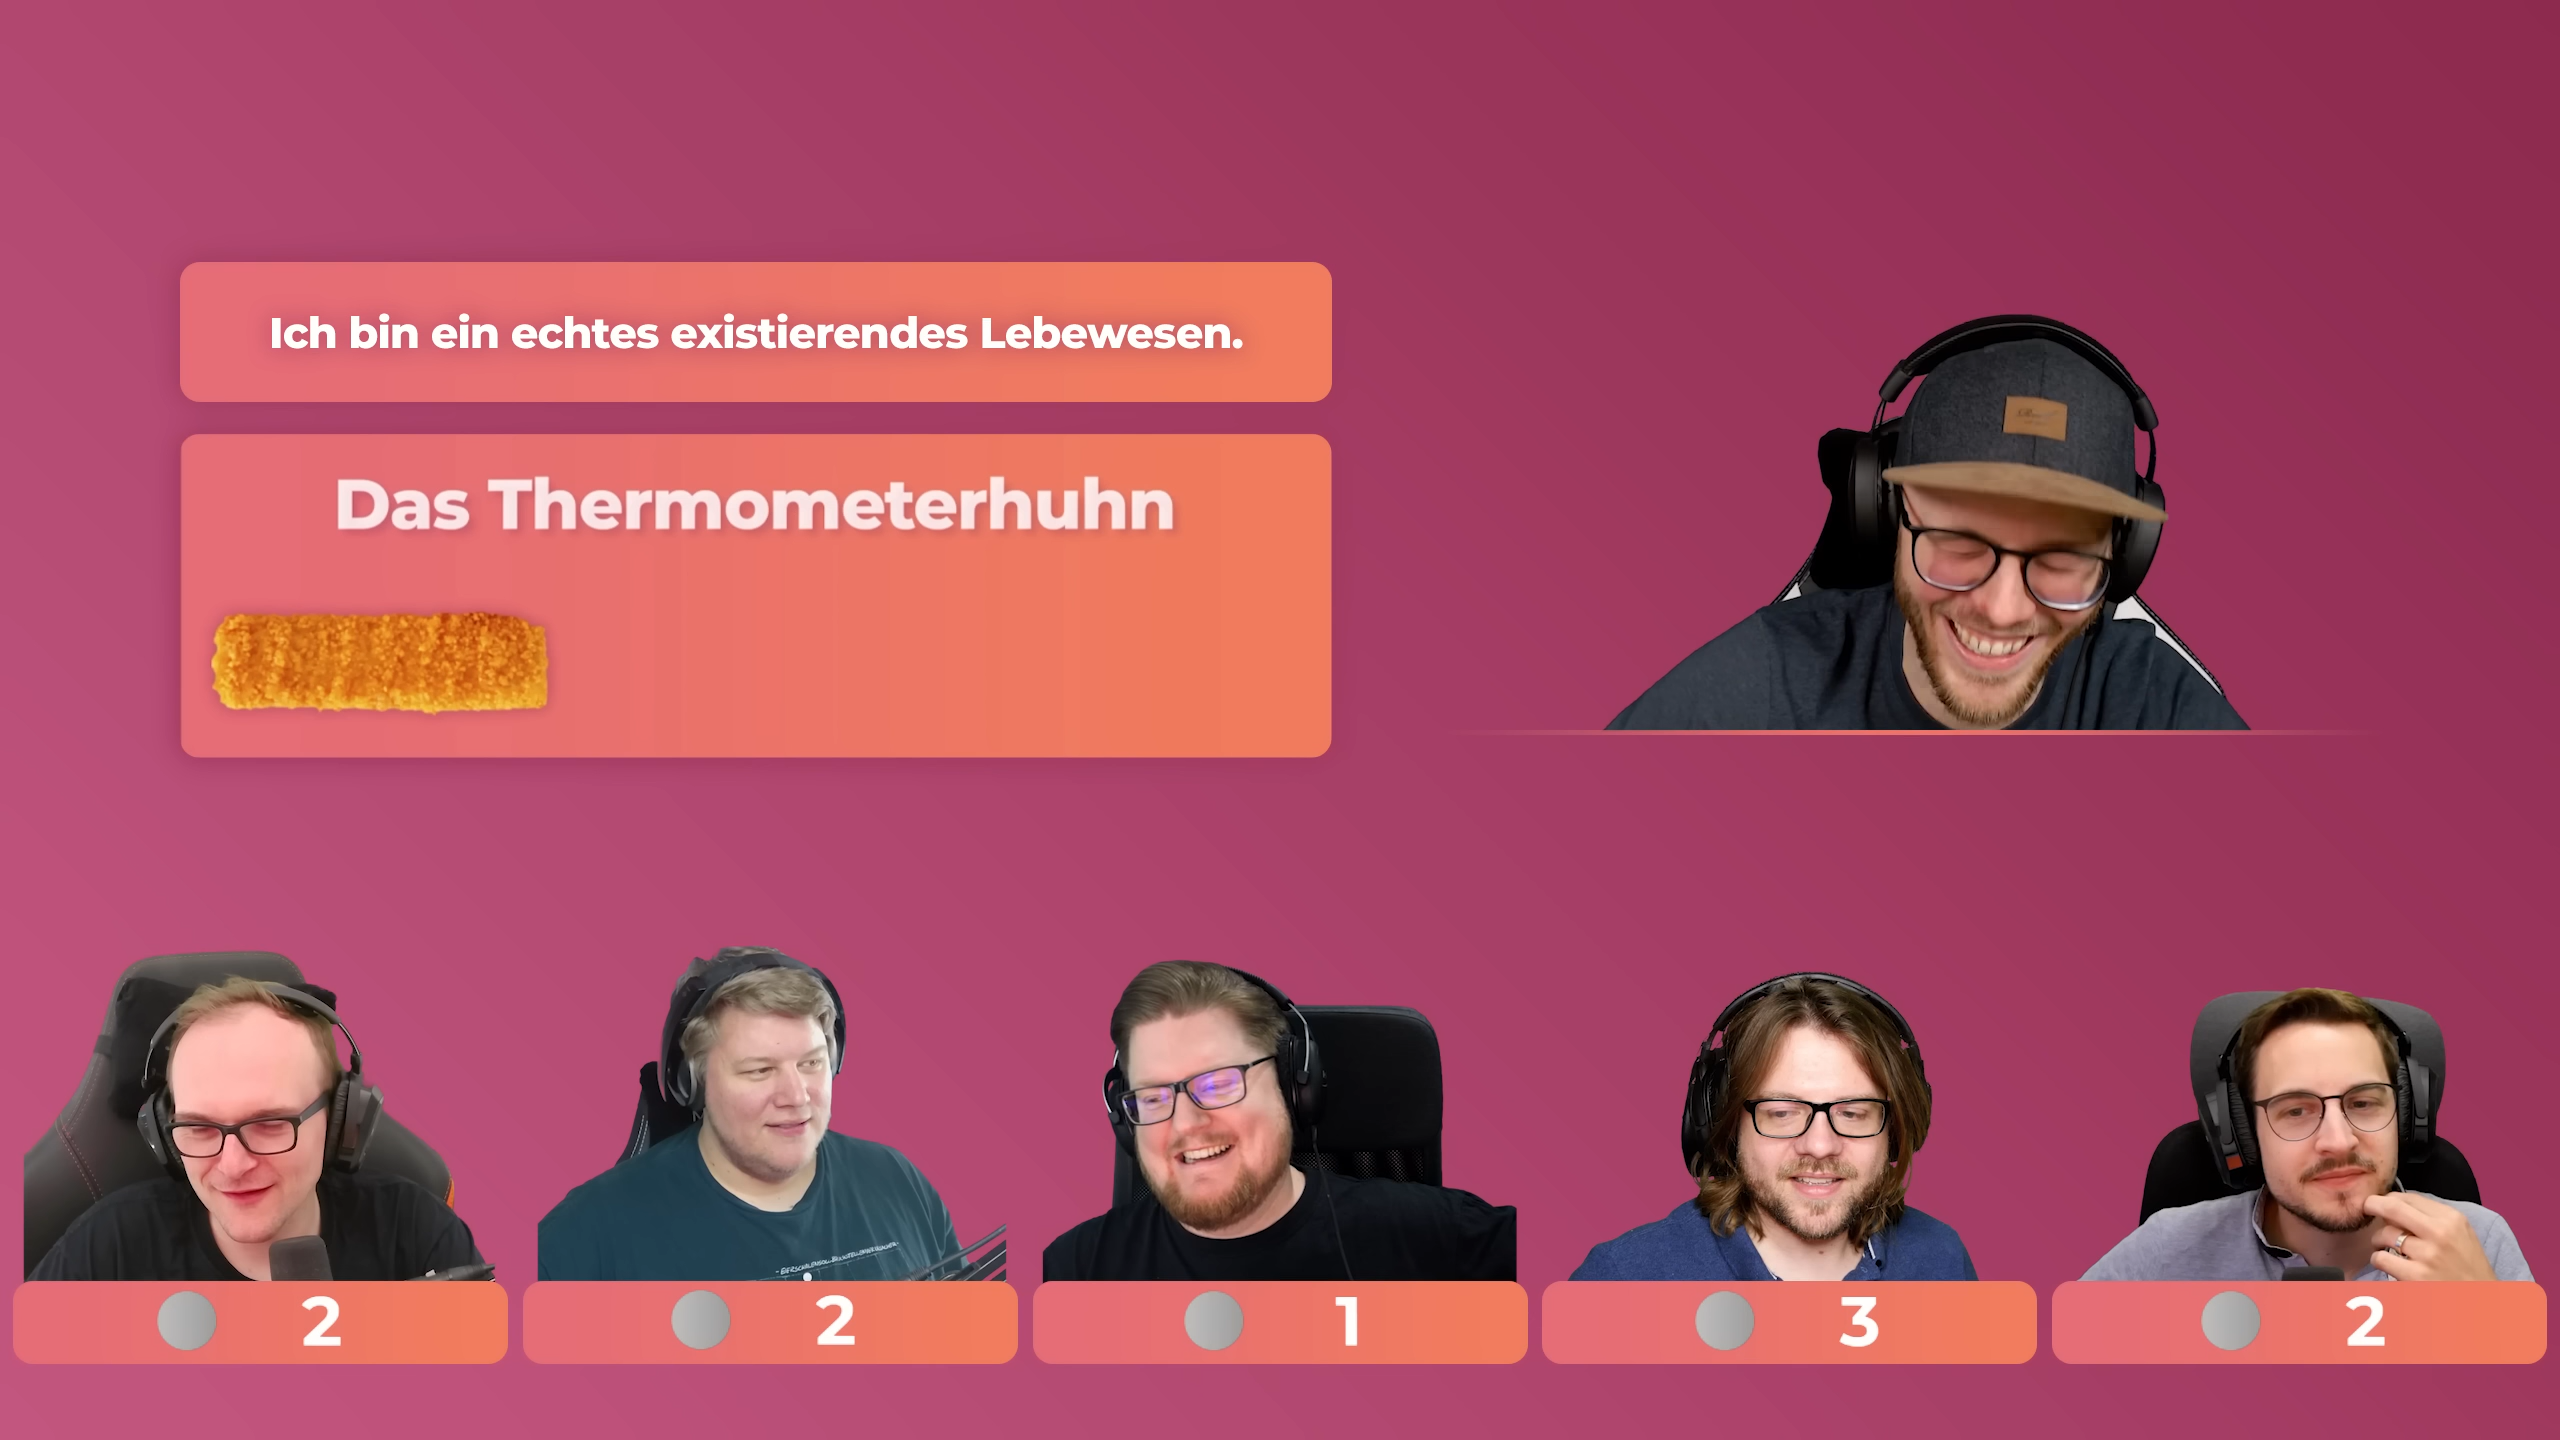 Ich bin ein echtes existierendes Lebewesen.
Das Thermometerhuhn
2
2
1
3
2